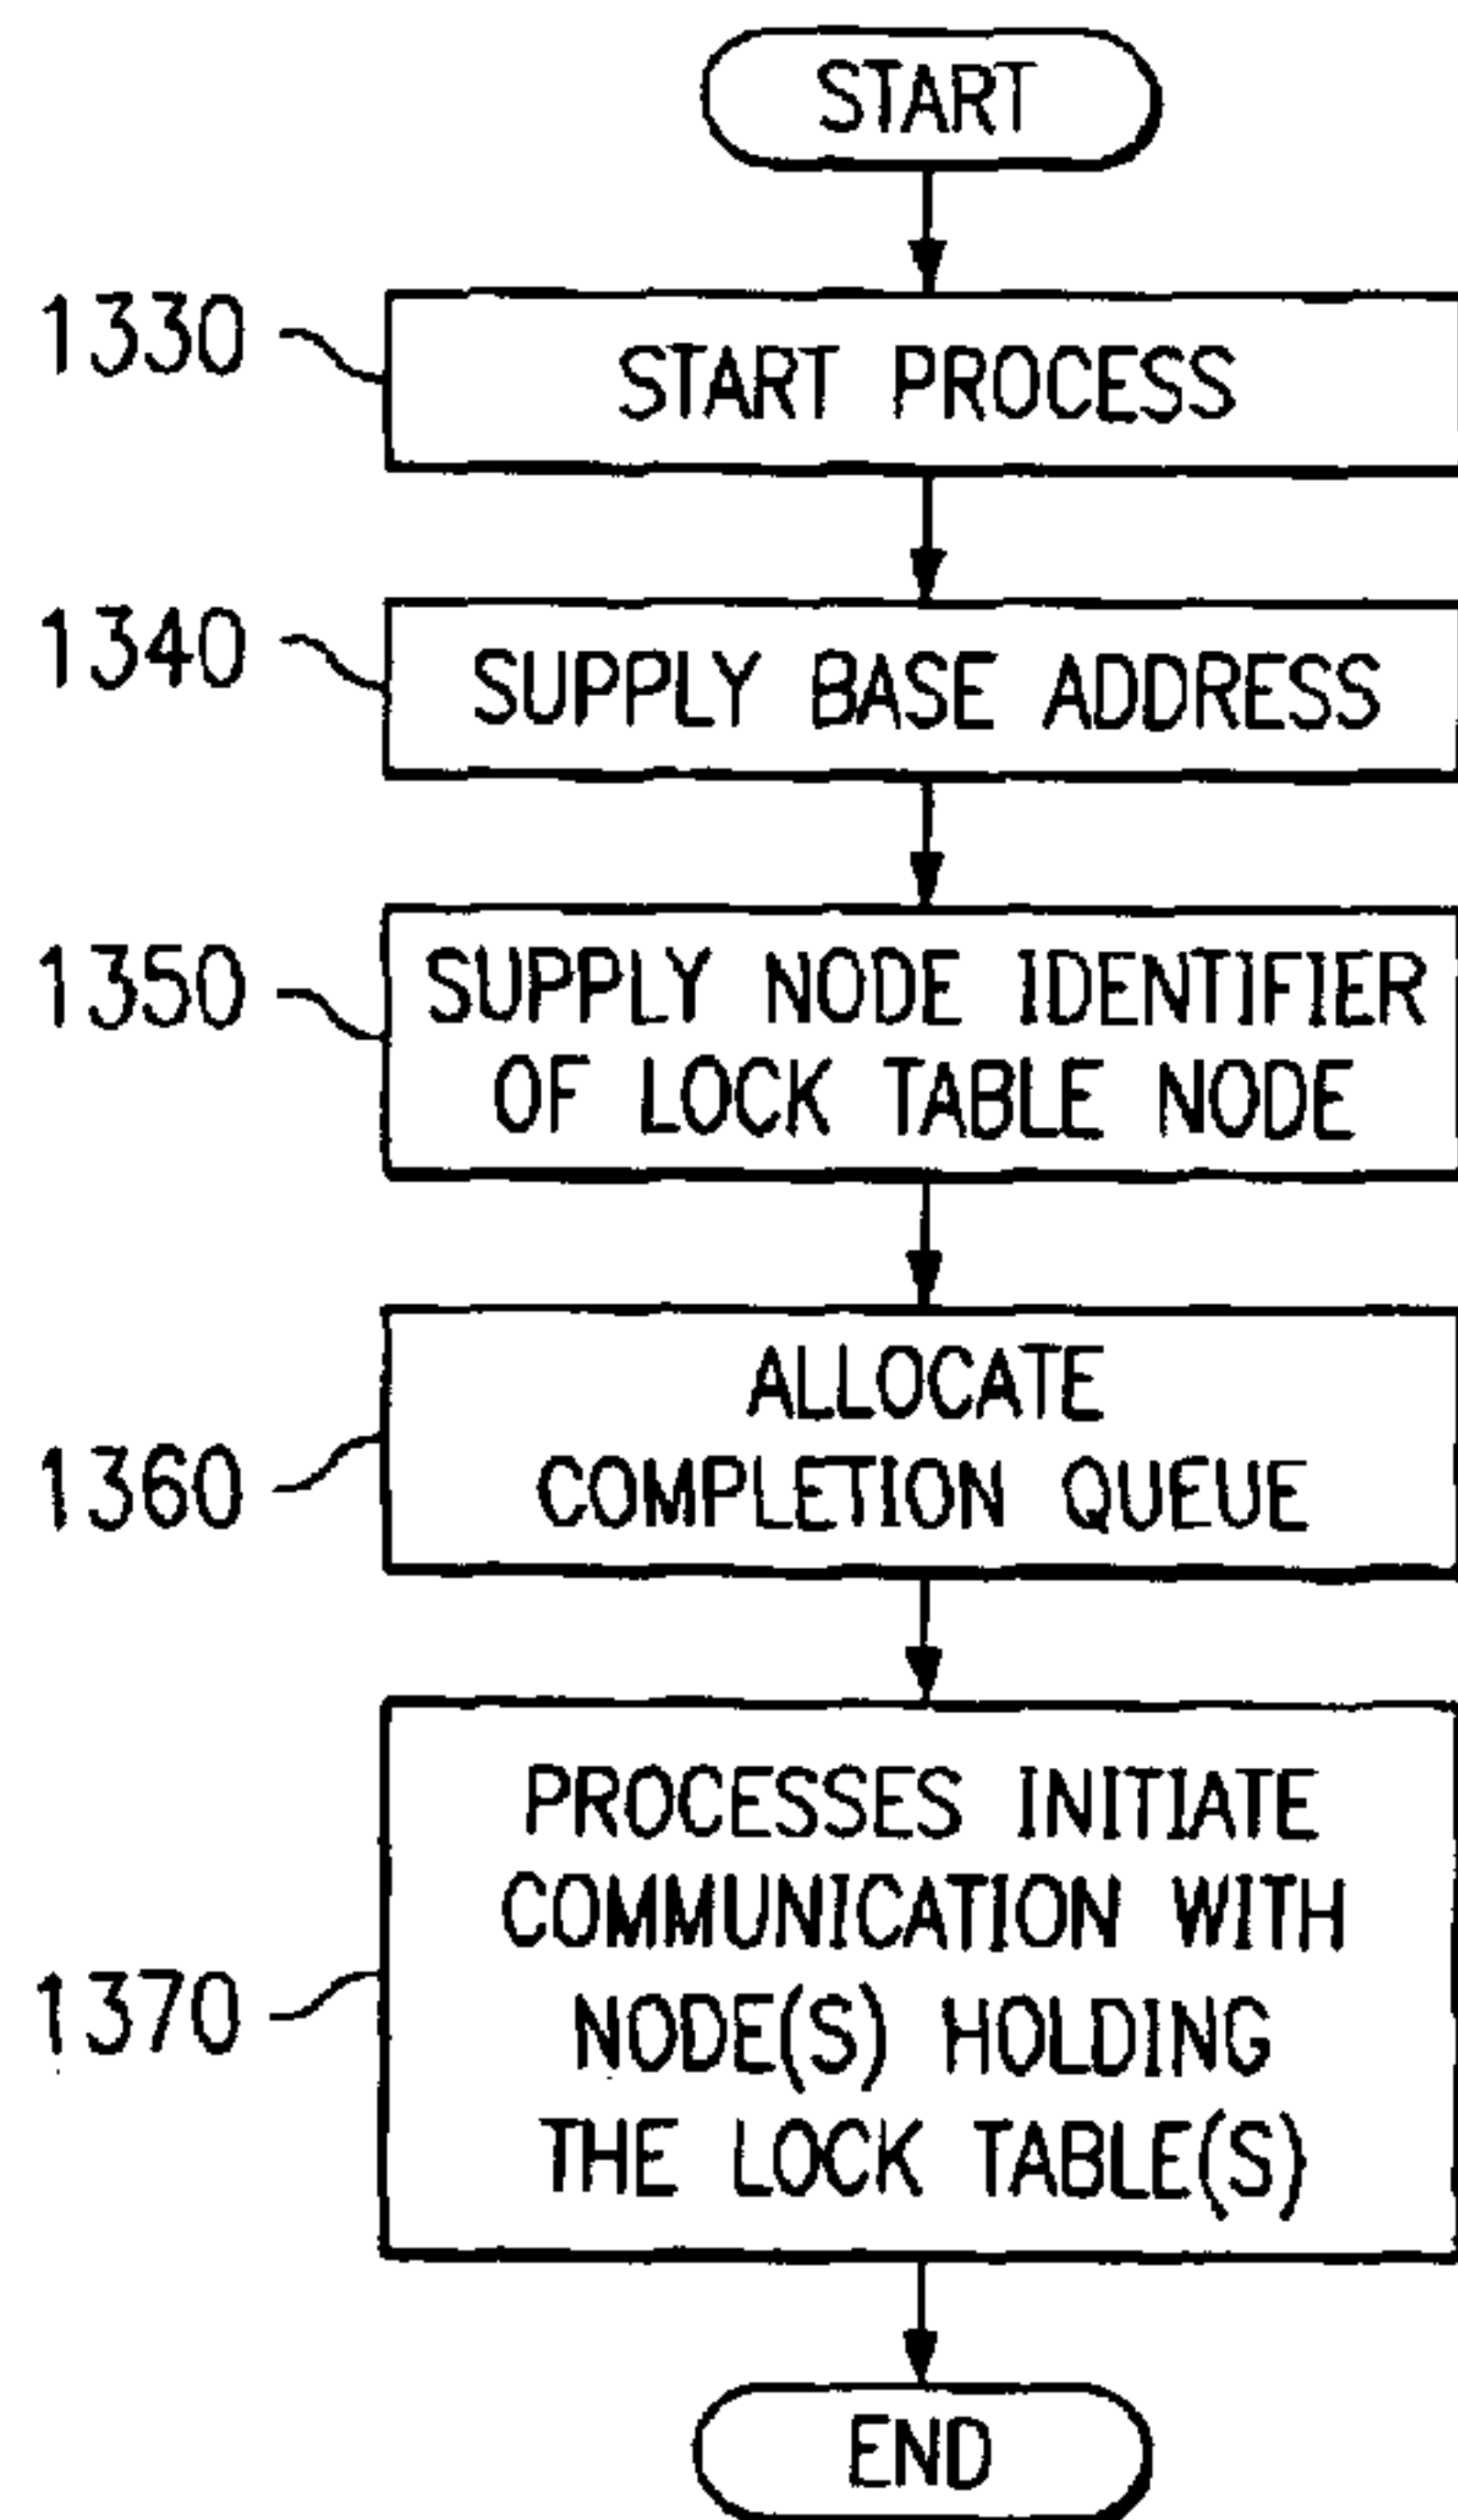 START
1330
START PROCESS
1340
SUPPLY BASE ADDRESS
1350
SUPPLY NODE IDENTIFIER
OF LOCK TABLE NODE
1360
ALLOCATE
COMPLETION QUEUE
1370
PROCESSES INITIATE
COMMUNICATION WITH
NODE(S) HOLDING
THE LOCK TABLE(S)
END